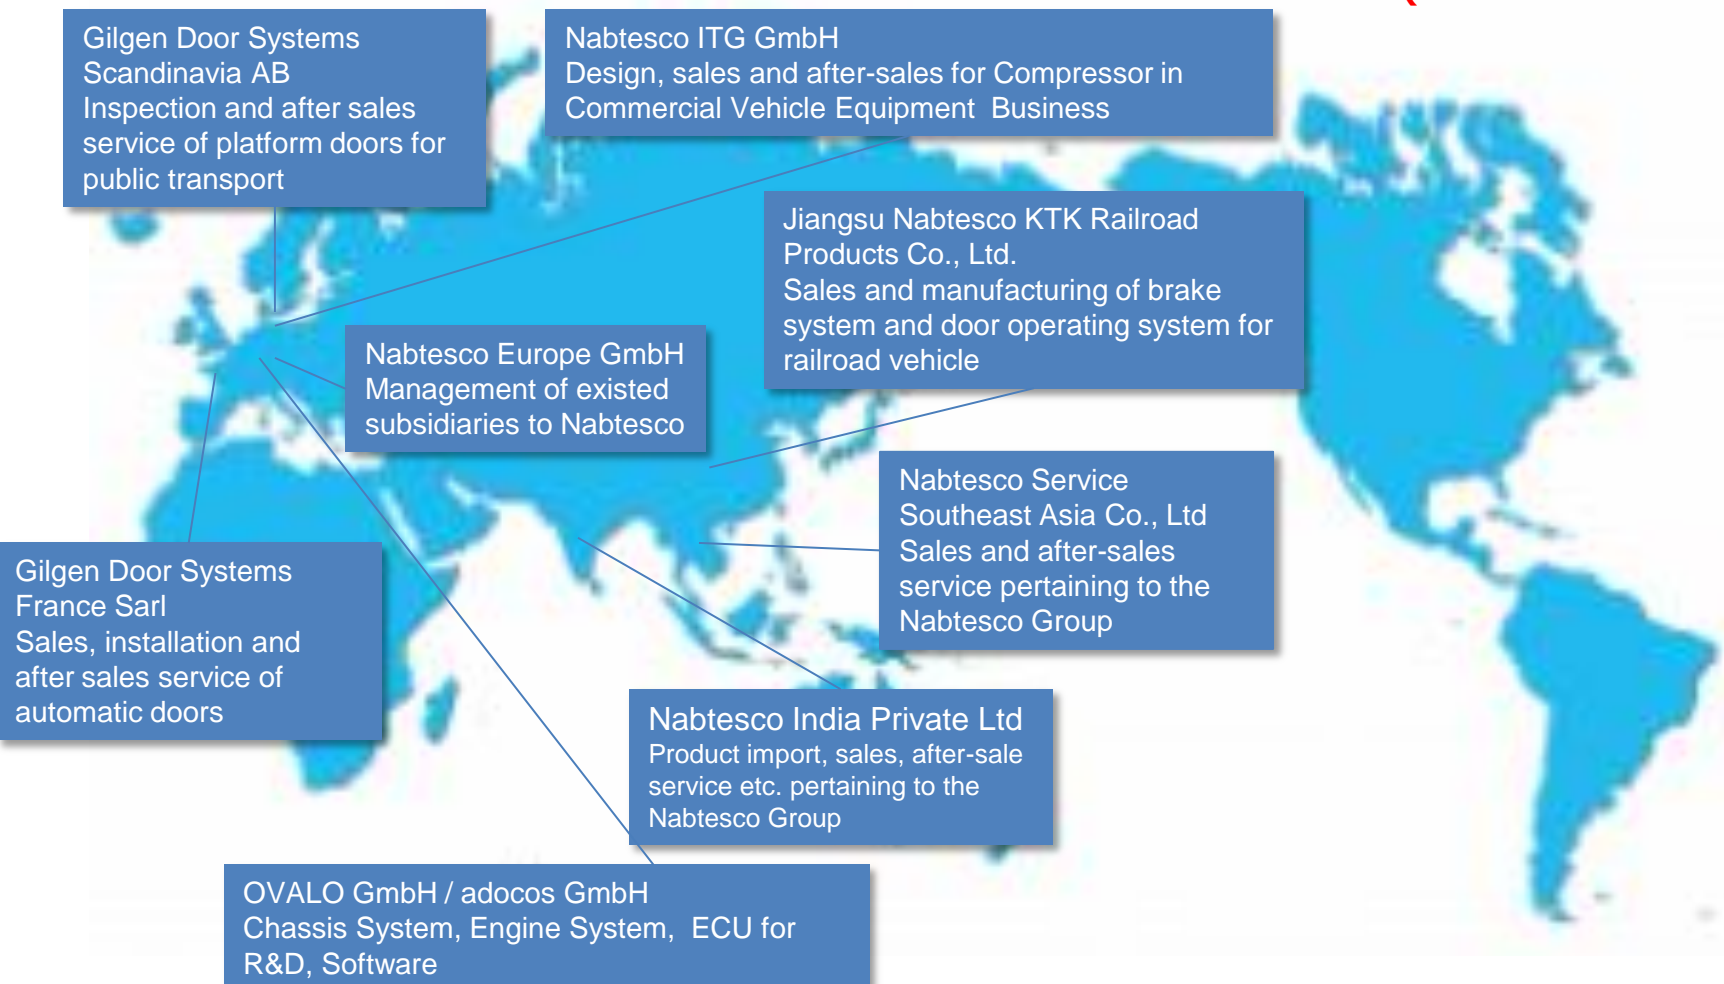 Gilgen Door Systems
Scandinavia AB
Inspection and after sales
service of platform doors for
public transport
Nabtesco ITG GmbH
Design, sales and after-sales for Compressor in
Commercial Vehicle Equipment Business
Jiangsu Nabtesco KTK Railroad
Products Co., Ltd.
Sales and manufacturing of brake
system and door operating system for
railroad vehicle
Nabtesco Europe GmbH
Management of existed
subsidiaries to Nabtesco
Nabtesco Service
Southeast Asia Co., Ltd
Sales and after-sales
service pertaining to the
Nabtesco Group
Gilgen Door Systems
France Sarl
Sales, installation and
after sales service of
automatic doors
Nabtesco India Private Ltd
Product import, sales, after-sale
service etc. pertaining to the
Nabtesco Group
OVALO GmbH / adocos GmbH
Chassis System, Engine System, ECU for
R&D, Software